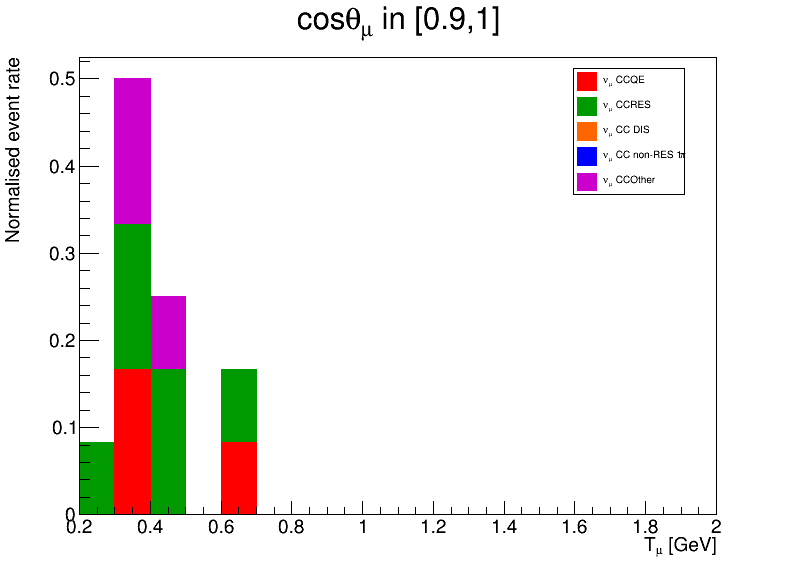 cosθμ in [0.9,1]
Normalised event rate
0.5
0.4
0.3
0.2
0.1
0
0.2 0.4 0.6 0.8 1 1.2 1.4 1.6 1.8 2
Tμ [GeV]
νμ CCQE
νμ CCRES
νμ CC DIS
νμ CC non-RES 1π
νμ CCOther